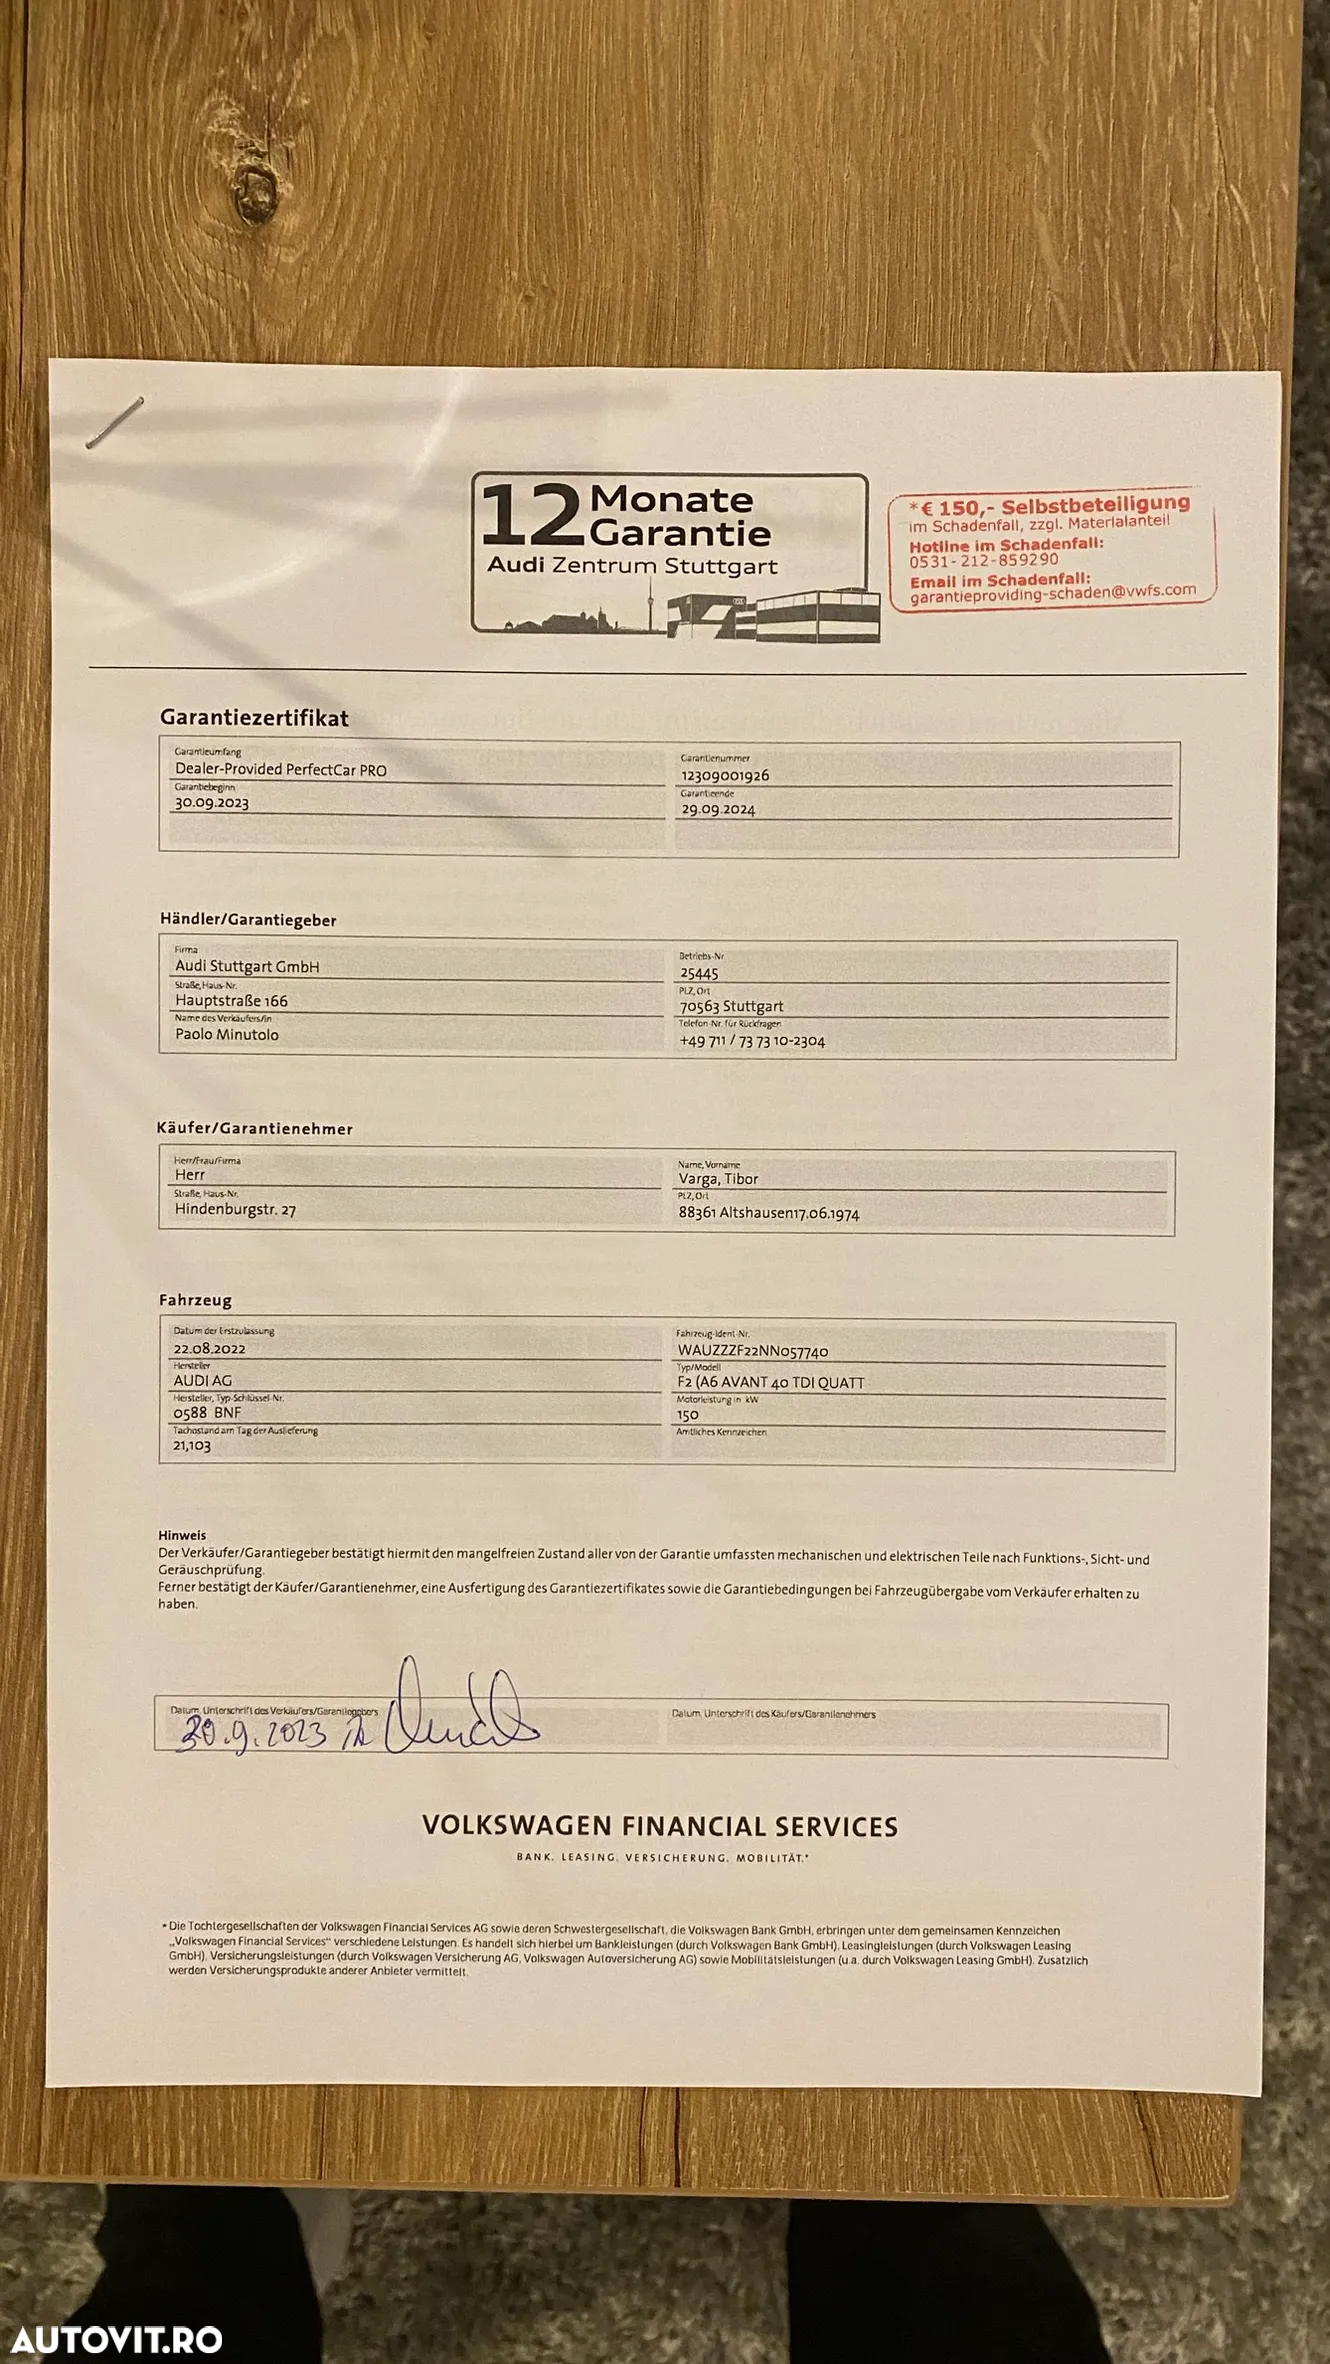 12 Monate
Garantie
Audi Zentrum Stuttgart
*€ 150,- Selbstbeteiligung
im Schadenfall, zzgl. Materialanteil
Hotline im Schadenfall:
0531-212-859290
Email im Schadenfall:
garantieproviding-schaden@vwfs.com
Garantiezertifikat
Garantieumfang
Dealer-Provided PerfectCar PRO
Garantienummer
12309001926
Garantiebeginn
30.09.2023
Garantieende
29.09.2024
Händler/Garantiegeber
Firma
Audi Stuttgart GmbH
Betriebs-Nr.
25445
Straße, Haus-Nr.
Hauptstraße 166
PLZ, Ort
70563 Stuttgart
Name des Verkäufers/in
Paolo Minutolo
Telefon-Nr. für Rückfragen
+49 711 / 73 73 10-2304
Käufer/Garantienehmer
Herr/Frau/Firma
Herr
Name, Vorname
Varga, Tibor
Straße, Haus-Nr.
Hindenburgstr. 27
PLZ, Ort
88361 Altshausen17.06.1974
Fahrzeug
Datum der Erstzulassung
22.08.2022
Fahrzeug-Ident-Nr.
WAUZZZF22NN057740
Hersteller
AUDI AG
Typ/Modell
F2 (A6 AVANT 40 TDI QUATT
Hersteller, Typ-Schlüssel-Nr.
0588 BNF
Motorleistung in kW
150
Tachostand am Tag der Auslieferung
21,103
Amtliches Kennzeichen
Hinweis
Der Verkäufer/Garantiegeber bestätigt hiermit den mangelfreien Zustand aller von der Garantie umfassten mechanischen und elektrischen Teile nach Funktions-, Sicht- und
Geräuschprüfung.
Ferner bestätigt der Käufer/Garantienehmer, eine Ausfertigung des Garantiezertifikates sowie die Garantiebedingungen bei Fahrzeugübergabe vom Verkäufer erhalten zu
haben.
Datum, Unterschrift des Verkäufers/Garantiegebers
30.9.2023
Datum, Unterschrift des Käufers/Garantienehmers
VOLKSWAGEN FINANCIAL SERVICES
BANK. LEASING. VERSICHERUNG. MOBILITÄT.*
* Die Tochtergesellschaften der Volkswagen Financial Services AG sowie deren Schwestergesellschaft, die Volkswagen Bank GmbH, erbringen unter dem gemeinsamen Kennzeichen
„Volkswagen Financial Services“ verschiedene Leistungen. Es handelt sich hierbei um Bankleistungen (durch Volkswagen Bank GmbH), Leasingleistungen (durch Volkswagen Leasing
GmbH), Versicherungsleistungen (durch Volkswagen Versicherung AG, Volkswagen Autoversicherung AG) sowie Mobilitätsleistungen (u.a. durch Volkswagen Leasing GmbH). Zusätzlich
werden Versicherungsprodukte anderer Anbieter vermittelt.
AUTOVIT.RO